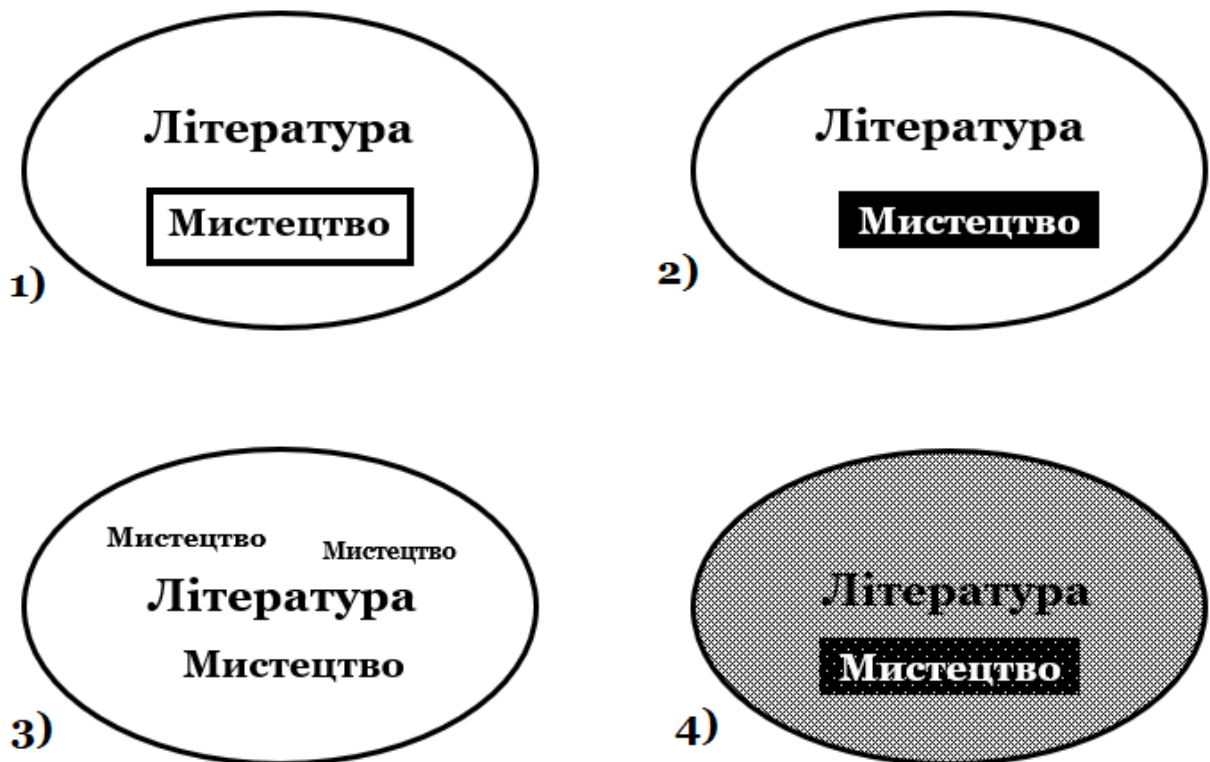 Література
Мистецтво
1)
Література
Мистецтво
2)
Мистецтво Мистецтво
Література
Мистецтво
3)
Література
Мистецтво
4)